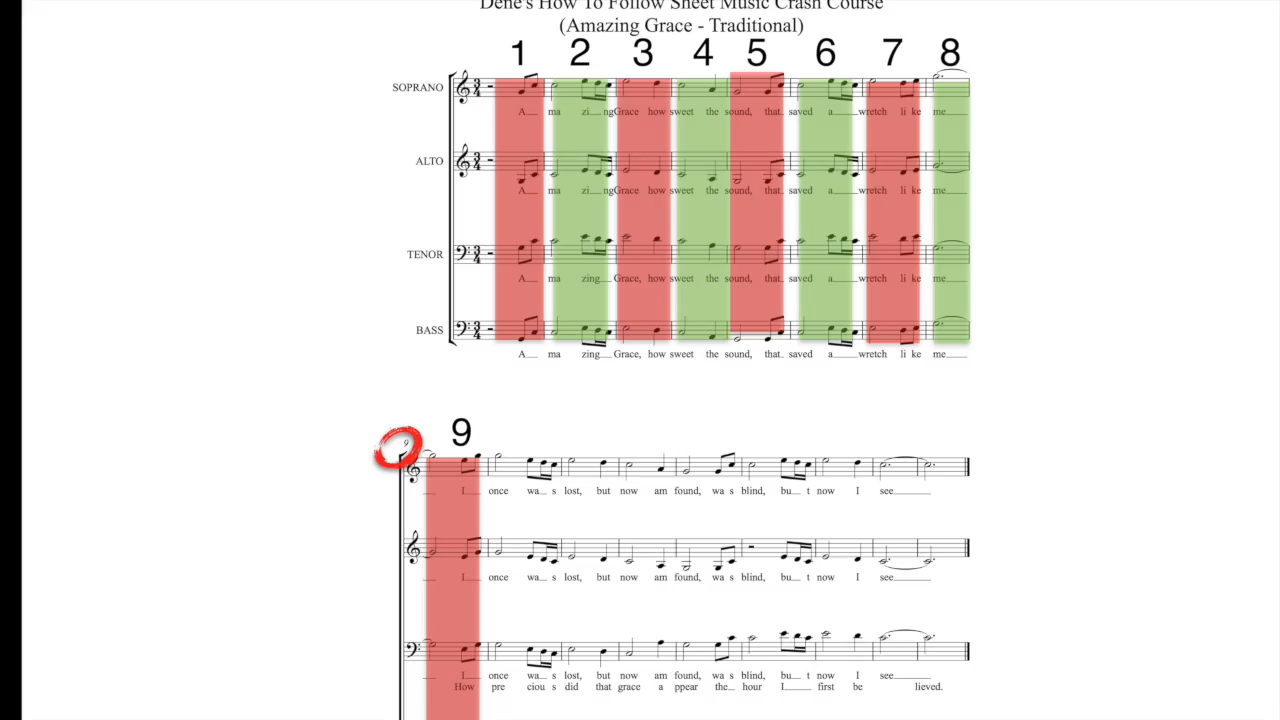 Dene's How To Follow Sheet Music Crash Course
(Amazing Grace - Traditional)
1 2 3 4 5 6 7 8
SOPRANO
A ma zi ng Grace how sweet the sound, that saved a wretch li ke me
ALTO
A ma zi ng Grace how sweet the sound, that saved a wretch li ke me
TENOR
A ma zing Grace, how sweet the sound, that saved a wretch li ke me
BASS
A ma zing Grace, how sweet the sound, that saved a wretch li ke me
9
9
I once wa s lost, but now am found, wa s blind, bu t now I see
I once wa s lost, but now am found, wa s blind, bu t now I see
I once wa s lost, but now am found, wa s blind, bu t now I see
How pre ciou s did that grace a ppear the hour I first be lieved.